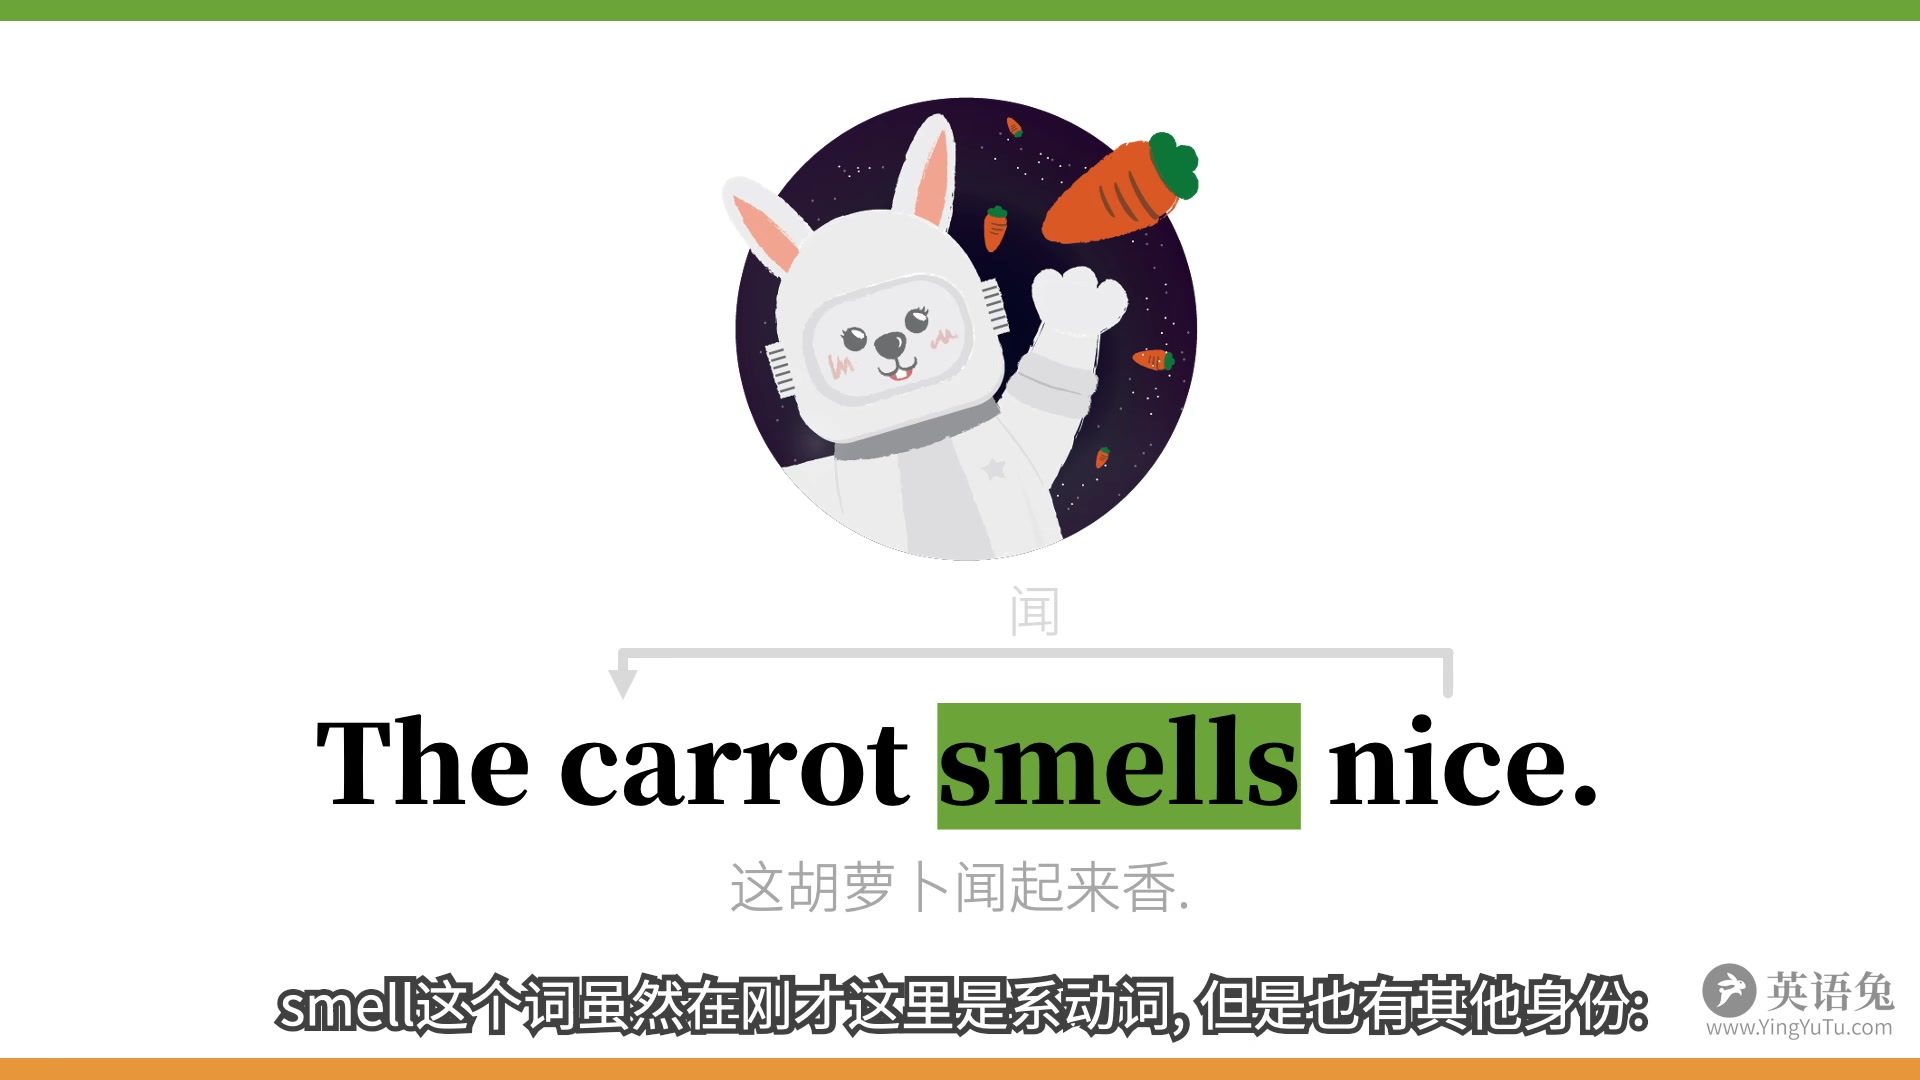 闻
The carrot smells nice.
这胡萝卜闻起来香.
smell这个词虽然在刚才这里是系动词, 但是也有其他身份:
英语兔
www.YingYuTu.com